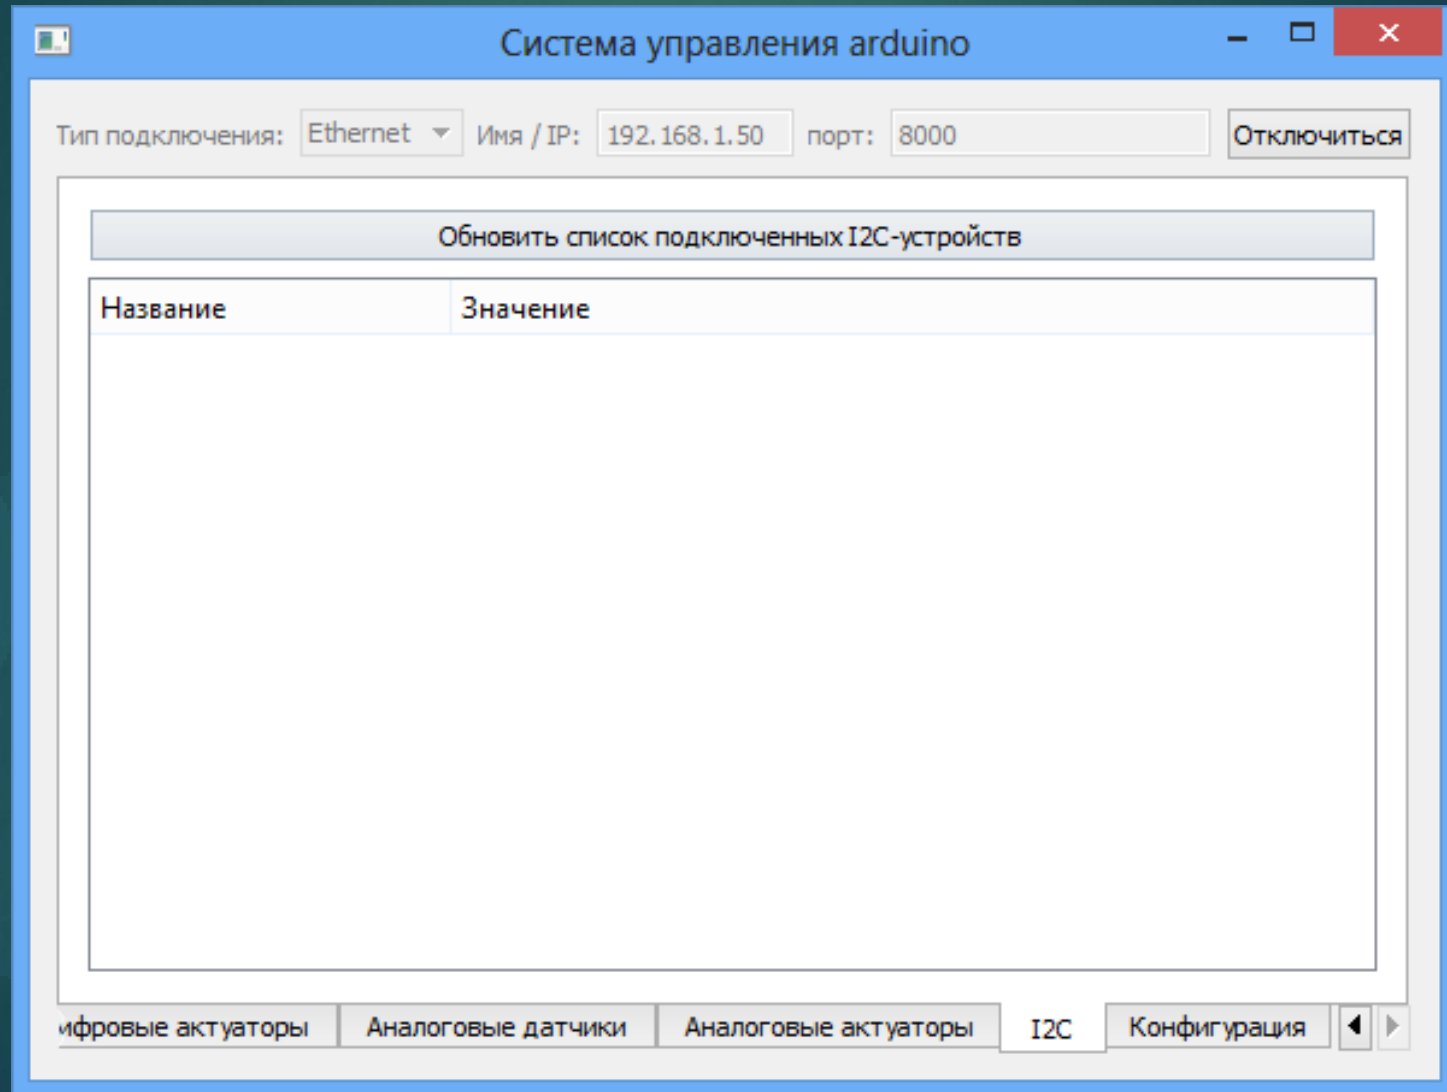 Система управления arduino
Тип подключения: Ethernet Имя / IP: 192.168.1.50 порт: 8000 Отключиться
Обновить список подключенных I2C-устройств
Название Значение
ифровые актуаторы Аналоговые датчики Аналоговые актуаторы I2C Конфигурация